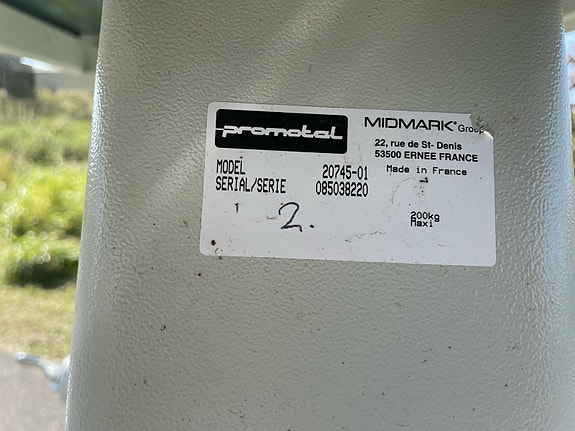 promotal
MIDMARK® Group
22, rue de St- Denis
53500 ERNEE FRANCE
MODEL 20745-01
Made in France
SERIAL/SERIE 085038220
2.
200kg
Maxi